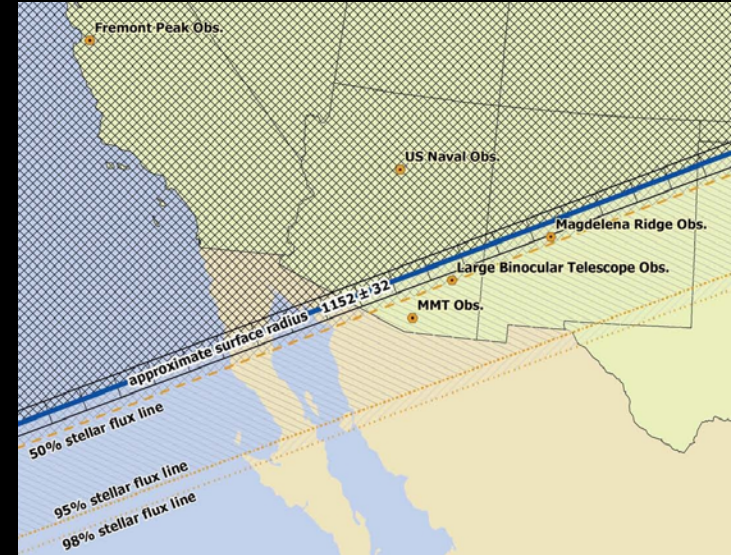 Fremont Peak Obs.
US Naval Obs.
Magdelena Ridge Obs.
Large Binocular Telescope Obs.
MMT Obs.
approximate surface radius - 1152 ± 32
50% stellar flux line
95% stellar flux line
98% stellar flux line